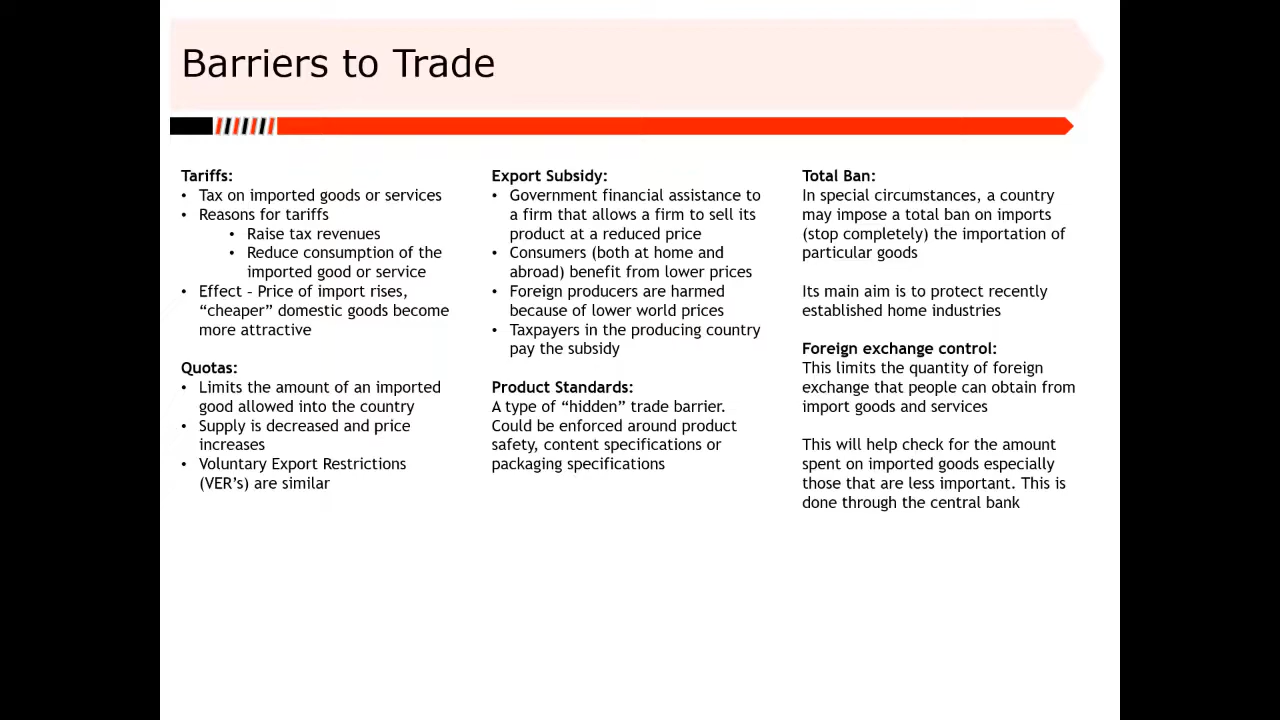 Barriers to Trade
Tariffs:
• Tax on imported goods or services
• Reasons for tariffs
• Raise tax revenues
• Reduce consumption of the
imported good or service
• Effect – Price of import rises,
“cheaper” domestic goods become
more attractive
Quotas:
• Limits the amount of an imported
good allowed into the country
• Supply is decreased and price
increases
• Voluntary Export Restrictions
(VER’s) are similar
Export Subsidy:
• Government financial assistance to
a firm that allows a firm to sell its
product at a reduced price
• Consumers (both at home and
abroad) benefit from lower prices
• Foreign producers are harmed
because of lower world prices
• Taxpayers in the producing country
pay the subsidy
Product Standards:
A type of “hidden” trade barrier.
Could be enforced around product
safety, content specifications or
packaging specifications
Total Ban:
In special circumstances, a country
may impose a total ban on imports
(stop completely) the importation of
particular goods
Its main aim is to protect recently
established home industries
Foreign exchange control:
This limits the quantity of foreign
exchange that people can obtain from
import goods and services
This will help check for the amount
spent on imported goods especially
those that are less important. This is
done through the central bank